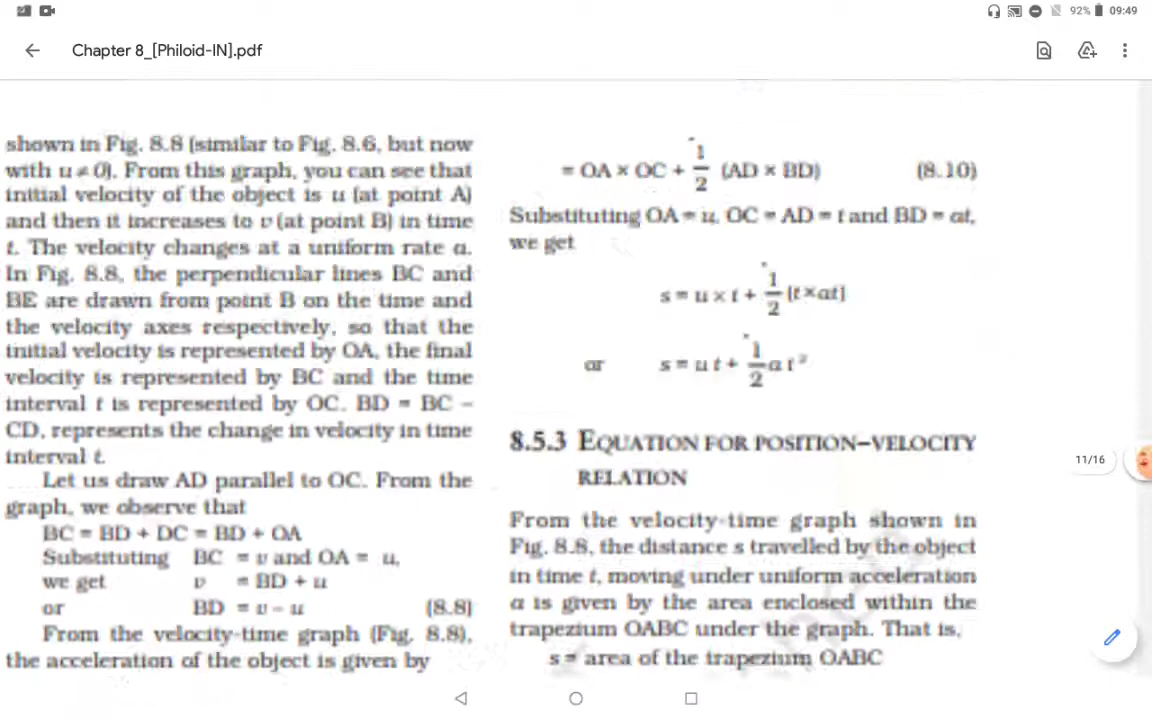 92% 09:49
Chapter 8_[Philoid-IN].pdf
shown in Fig. 8.8 (similar to Fig. 8.6, but now
with u ≠ 0). From this graph, you can see that
initial velocity of the object is u (at point A)
and then it increases to v (at point B) in time
t. The velocity changes at a uniform rate a.
In Fig. 8.8, the perpendicular lines BC and
BE are drawn from point B on the time and
the velocity axes respectively, so that the
initial velocity is represented by OA, the final
velocity is represented by BC and the time
interval t is represented by OC. BD = BC –
CD, represents the change in velocity in time
interval t.
Let us draw AD parallel to OC. From the
graph, we observe that
BC = BD + DC = BD + OA
Substituting BC = v and OA = u,
we get v = BD + u
or BD = v – u (8.8)
From the velocity-time graph (Fig. 8.8),
the acceleration of the object is given by
= OA × OC + 1/2 (AD × BD) (8.10)
Substituting OA = u, OC = AD = t and BD = at,
we get
s = u × t + 1/2 (t × at)
or s = u t + 1/2 a t²
8.5.3 EQUATION FOR POSITION–VELOCITY
RELATION
From the velocity-time graph shown in
Fig. 8.8, the distance s travelled by the object
in time t, moving under uniform acceleration
a is given by the area enclosed within the
trapezium OABC under the graph. That is,
s = area of the trapezium OABC
11/16